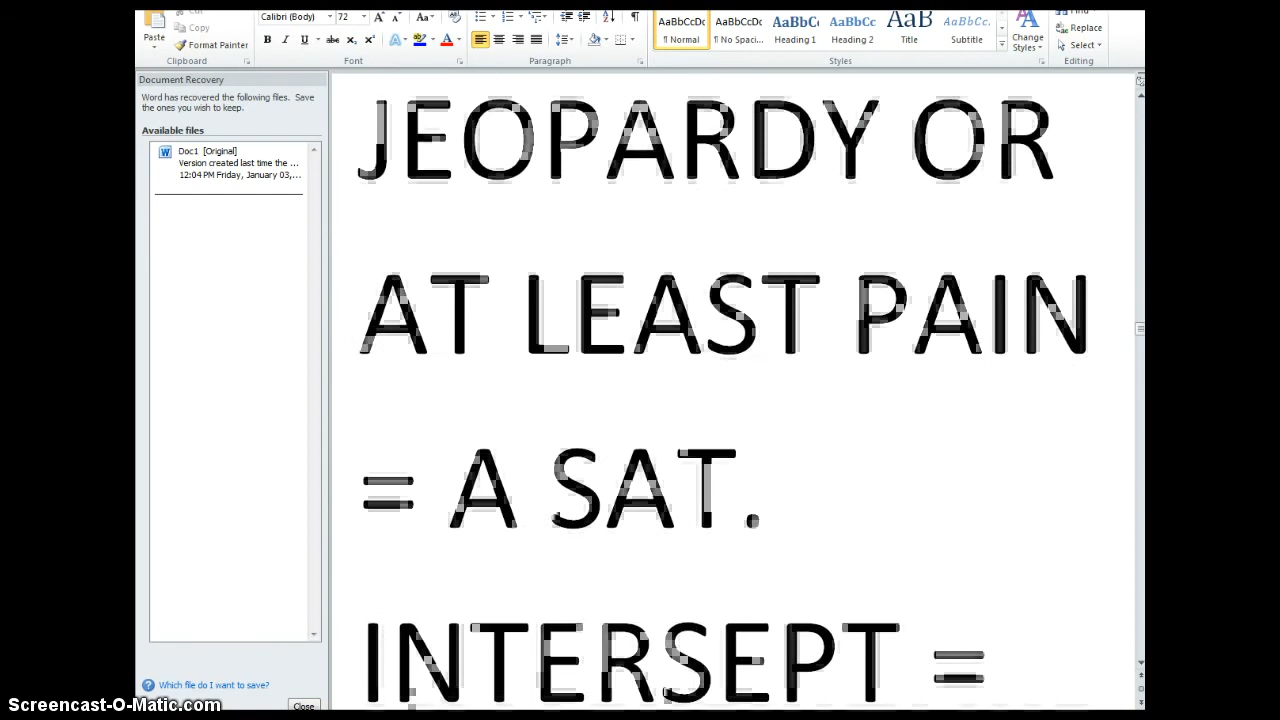 Cut
Copy
Paste
Format Painter
Clipboard
Calibri (Body)
72
A A
Aa
B I U abc x x A A
Font
Paragraph
AaBbCcDc AaBbCcDc AaBbC AaBbCc AaB AaBbCc.
¶ Normal ¶ No Spaci... Heading 1 Heading 2 Title Subtitle
Change Styles
Styles
Find
Replace
Select
Editing
Document Recovery
Word has recovered the following files. Save
the ones you wish to keep.
Available files
Doc1 [Original]
Version created last time the ...
12:04 PM Friday, January 03,...
Which file do I want to save?
Close
JEOPARDY OR
AT LEAST PAIN
= A SAT.
INTERSEPT =
Screencast-O-Matic.com